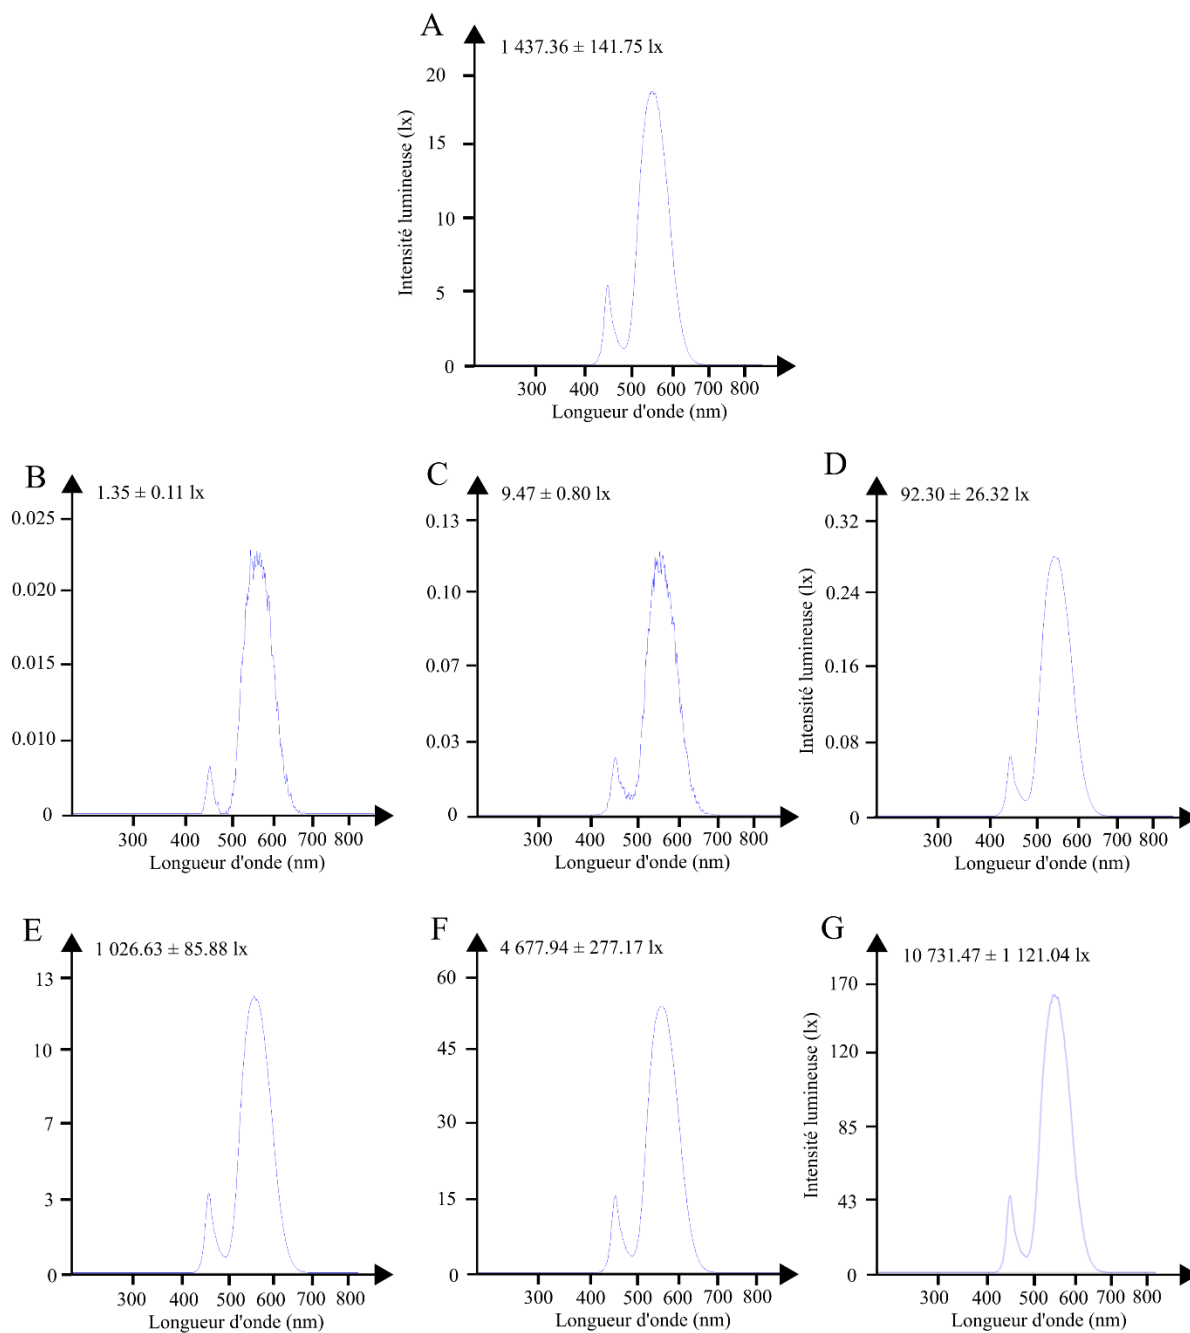 A
1 437.36 ± 141.75 lx
Intensité lumineuse (lx)
20
15
10
5
0
300 400 500 600 700 800
Longueur d'onde (nm)
B
1.35 ± 0.11 lx
0.025
0.020
0.015
0.010
0
300 400 500 600 700 800
Longueur d'onde (nm)
C
9.47 ± 0.80 lx
0.13
0.10
0.07
0.03
0
300 400 500 600 700 800
Longueur d'onde (nm)
D
92.30 ± 26.32 lx
Intensité lumineuse (lx)
0.32
0.24
0.16
0.08
0
300 400 500 600 700 800
Longueur d'onde (nm)
E
1 026.63 ± 85.88 lx
13
10
7
3
0
300 400 500 600 700 800
Longueur d'onde (nm)
F
4 677.94 ± 277.17 lx
60
45
30
15
0
300 400 500 600 700 800
Longueur d'onde (nm)
G
10 731.47 ± 1 121.04 lx
Intensité lumineuse (lx)
170
120
85
43
0
300 400 500 600 700 800
Longueur d'onde (nm)